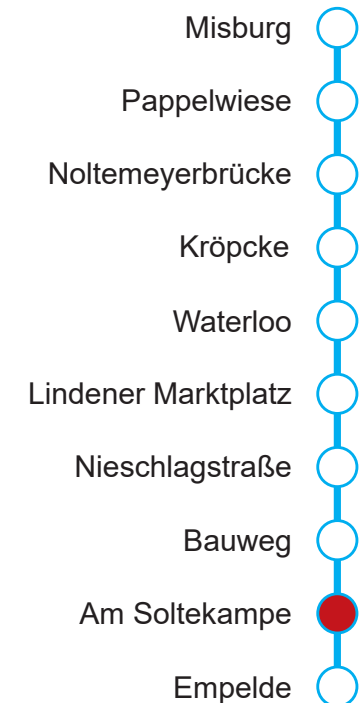 Misburg
Pappelwiese
Noltemeyerbrücke
Kröpcke
Waterloo
Lindener Marktplatz
Nieschlagstraße
Bauweg
Am Soltekampe
Empelde